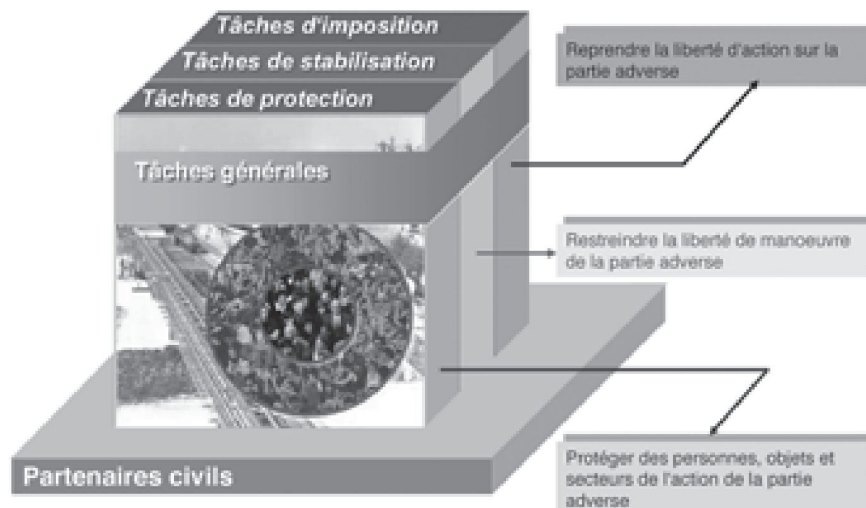 Tâches d'imposition
Tâches de stabilisation
Tâches de protection
Tâches générales
Partenaires civils
Reprendre la liberté d'action sur la
partie adverse
Restreindre la liberté de manoeuvre
de la partie adverse
Protéger des personnes, objets et
secteurs de l'action de la partie
adverse